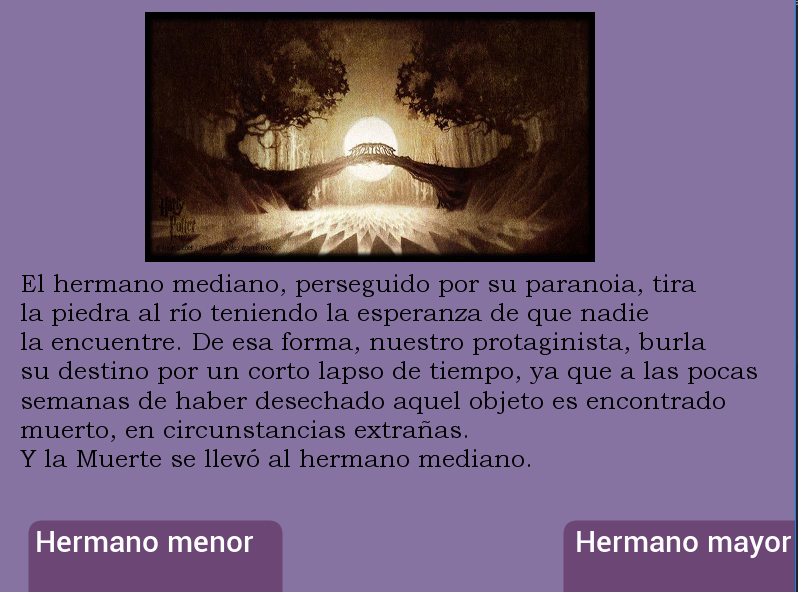 Harry
Potter
El hermano mediano, perseguido por su paranoia, tira
la piedra al río teniendo la esperanza de que nadie
la encuentre. De esa forma, nuestro protaginista, burla
su destino por un corto lapso de tiempo, ya que a las pocas
semanas de haber desechado aquel objeto es encontrado
muerto, en circunstancias extrañas.
Y la Muerte se llevó al hermano mediano.
Hermano menor
Hermano mayor